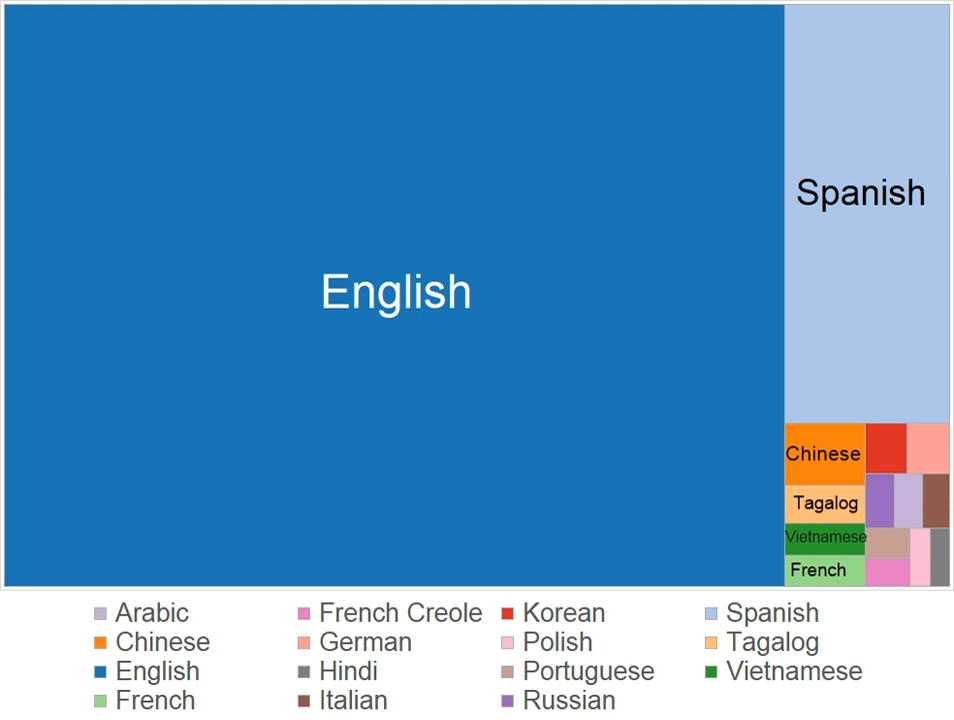 English
Spanish
Chinese
Tagalog
Vietnamese
French
Arabic French Creole Korean Spanish
Chinese German Polish Tagalog
English Hindi Portuguese Vietnamese
French Italian Russian